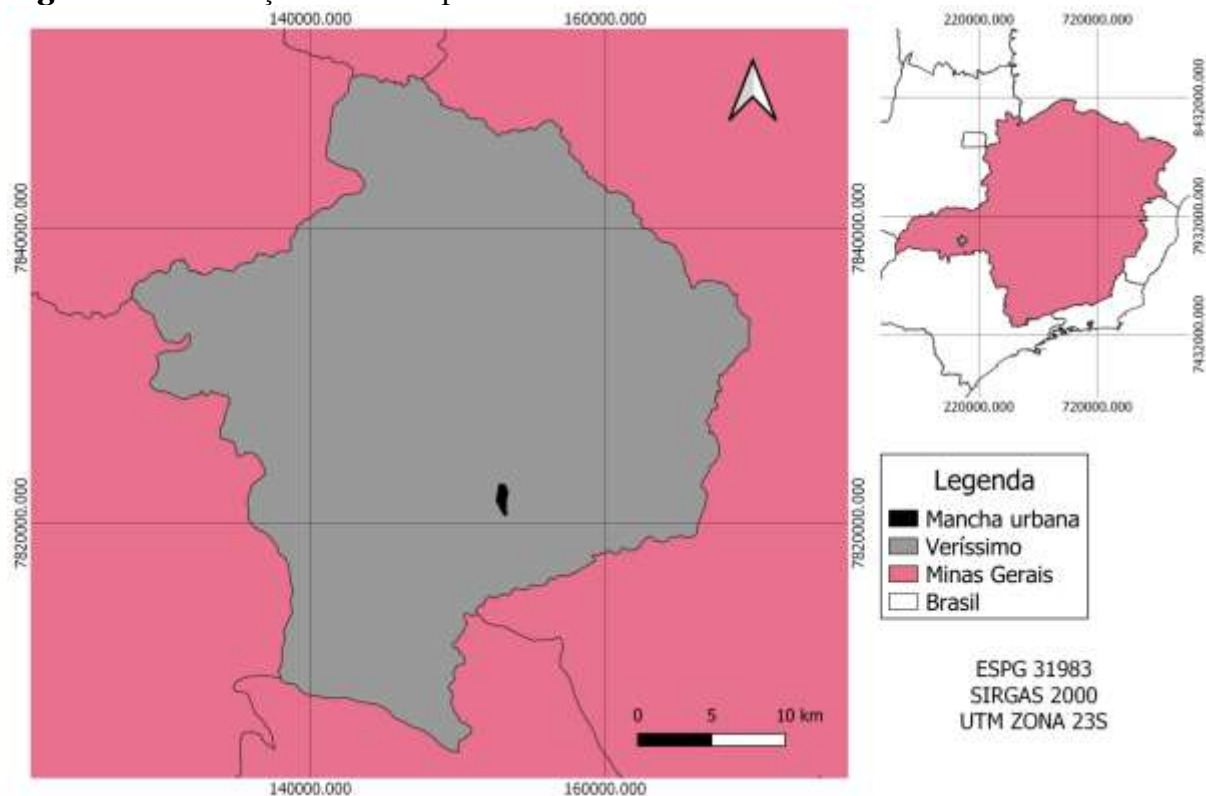 140000.000 160000.000
7840000.000 7840000.000
7820000.000 7820000.000
0 5 10 km
140000.000 160000.000
220000.000 720000.000
8432000.000
7932000.000
7432000.000
220000.000 720000.000
Legenda
Mancha urbana
Veríssimo
Minas Gerais
Brasil
ESPG 31983
SIRGAS 2000
UTM ZONA 23S